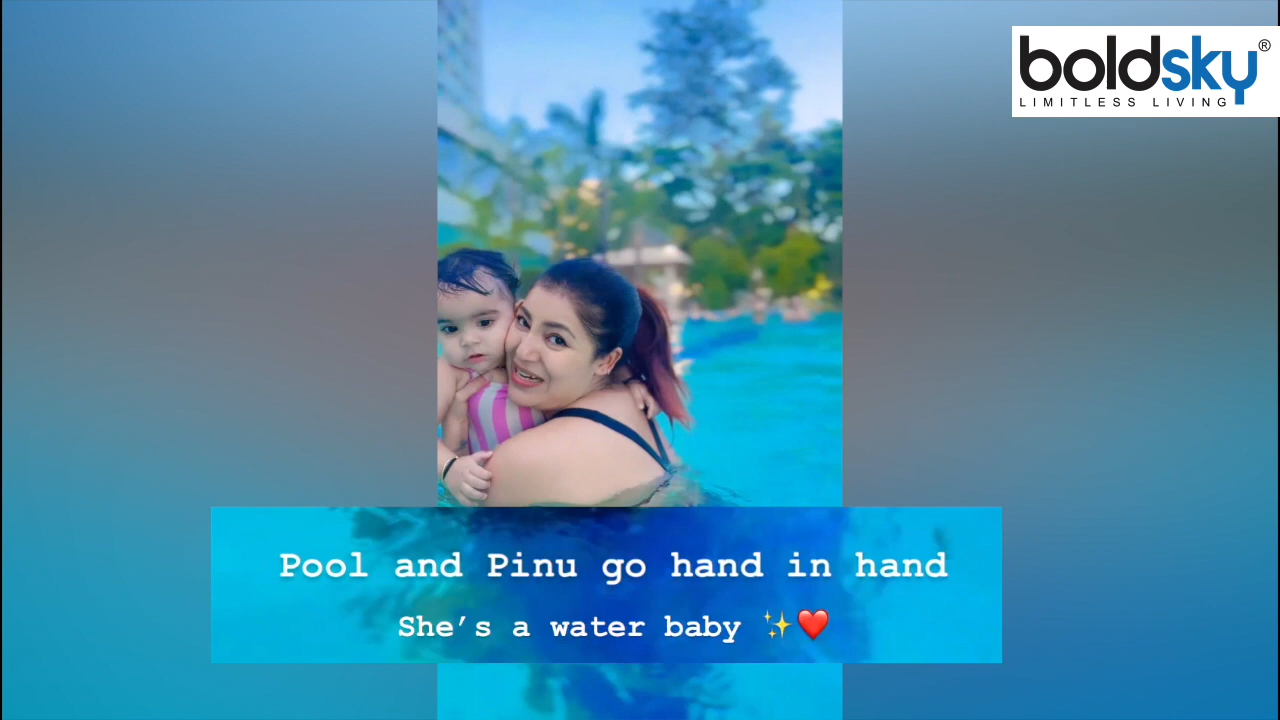 boldsky®
LIMITLESS LIVING
Pool and Pinu go hand in hand
She's a water baby ✨❤️